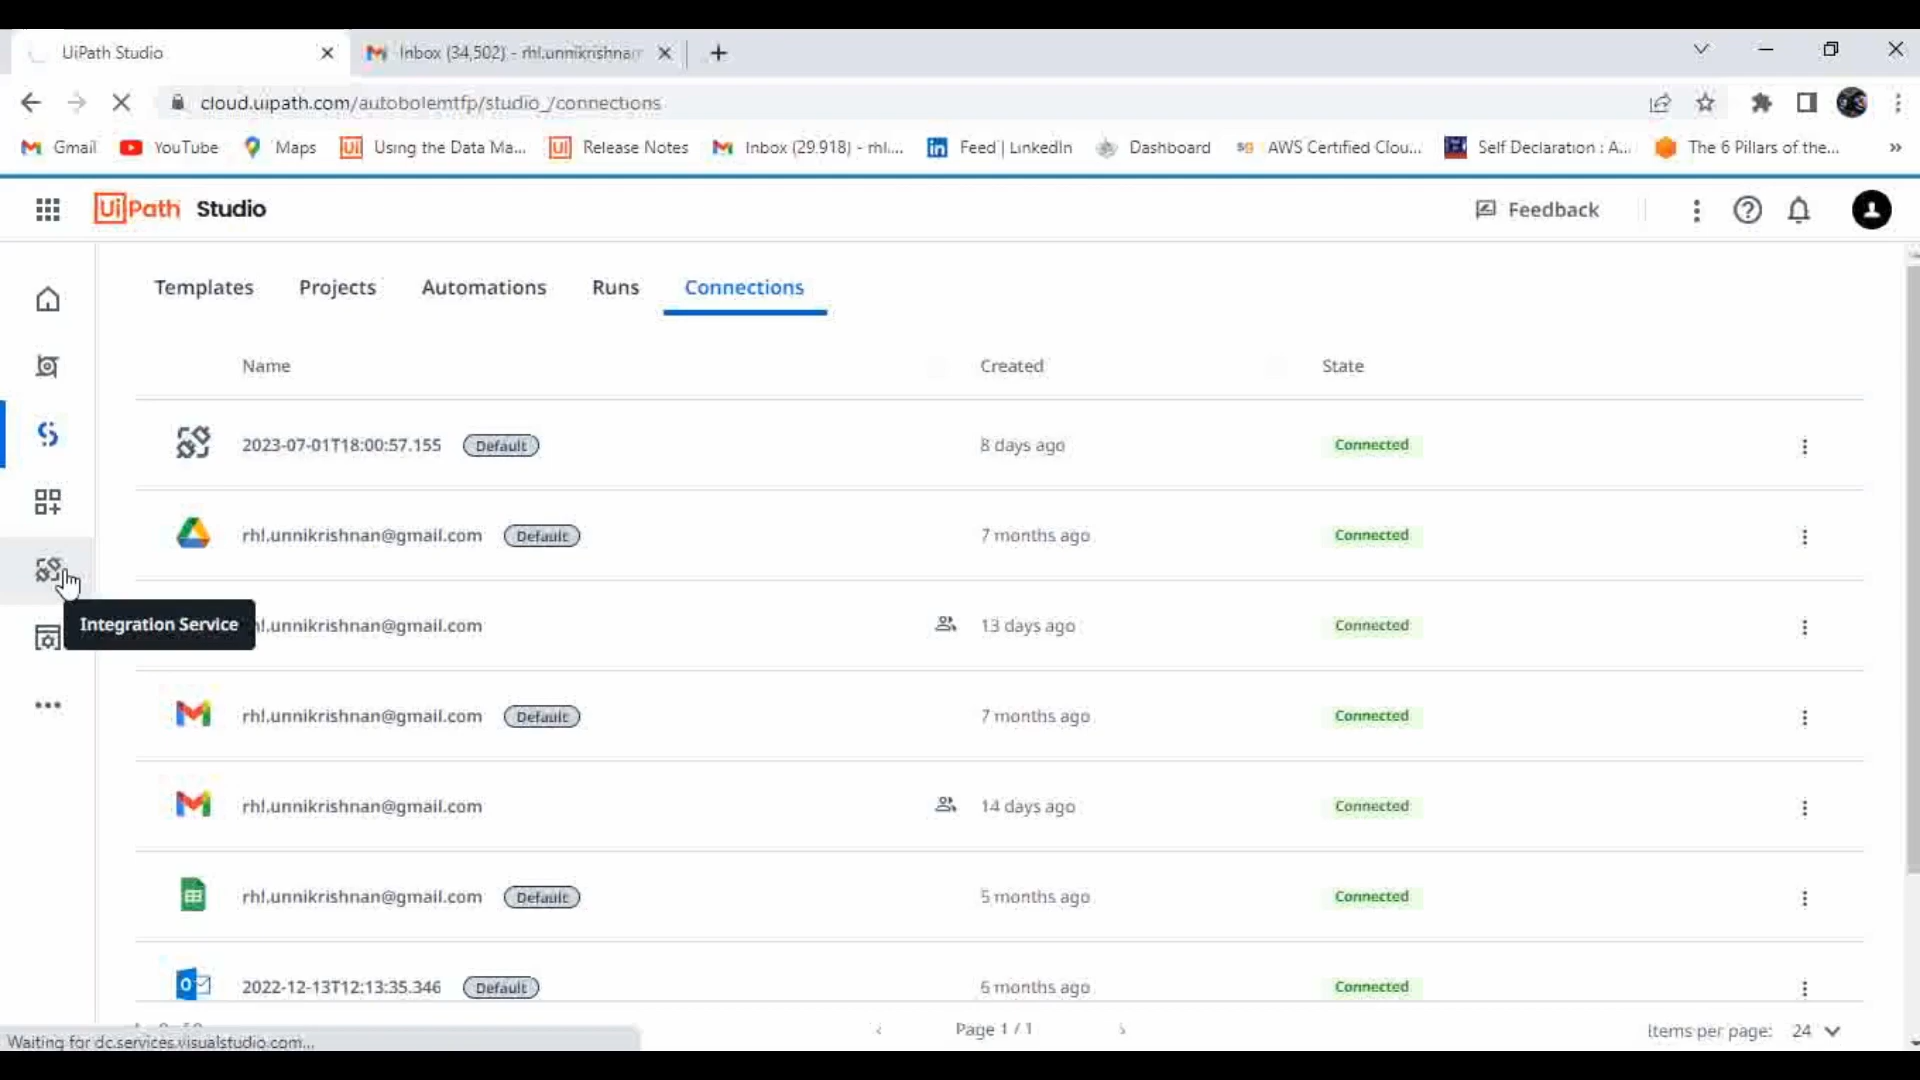 UiPath Studio
Inbox (34,502) - rhl.unnikrishnan
cloud.uipath.com/autobolemtfp/studio_/connections
Gmail
YouTube
Maps
Using the Data Ma...
Release Notes
Inbox (29,918) - rhl....
Feed | LinkedIn
Dashboard
AWS Certified Clou...
Self Declaration : A...
The 6 Pillars of the...
UiPath Studio
Feedback
Templates
Projects
Automations
Runs
Connections
Name
Created
State
2023-07-01T18:00:57.155 Default 8 days ago Connected
rhl.unnikrishnan@gmail.com Default 7 months ago Connected
Integration Service
l.unnikrishnan@gmail.com 13 days ago Connected
rhl.unnikrishnan@gmail.com Default 7 months ago Connected
rhl.unnikrishnan@gmail.com 14 days ago Connected
rhl.unnikrishnan@gmail.com Default 5 months ago Connected
2022-12-13T12:13:35.346 Default 6 months ago Connected
Page 1 / 1
Items per page: 24
Waiting for dc.services.visualstudio.com...